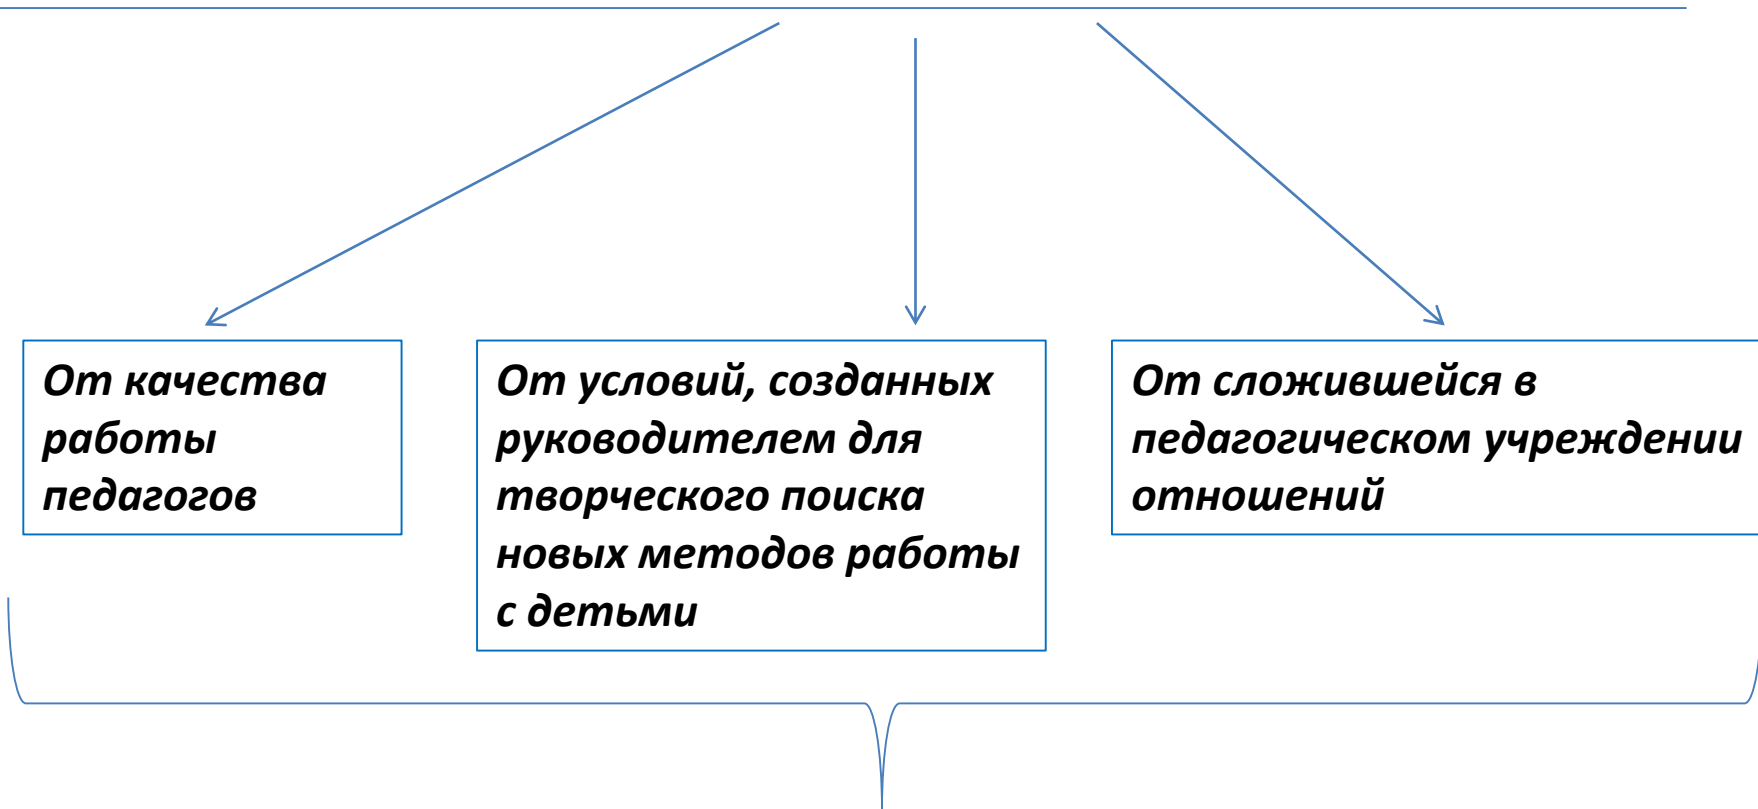 От качества
работы
педагогов
От условий, созданных
руководителем для
творческого поиска
новых методов работы
с детьми
От сложившейся в
педагогическом учреждении
отношений